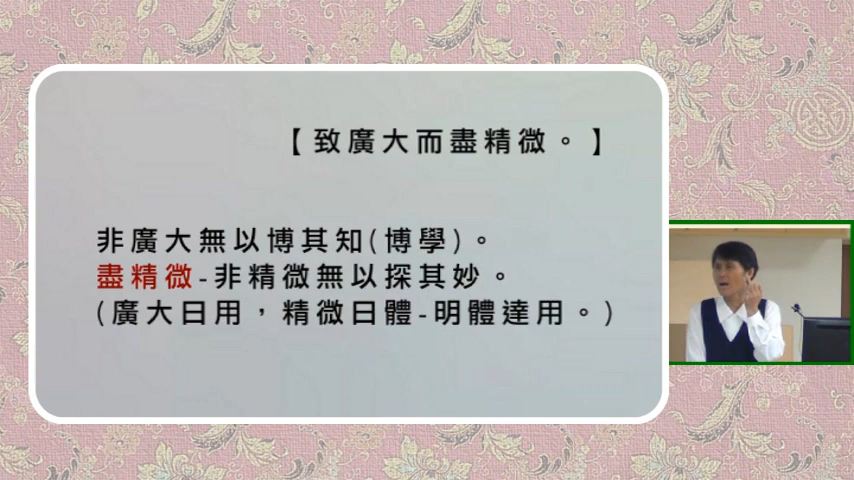 【致廣大而盡精微。】
非廣大無以博其知(博學)。
盡精微-非精微無以探其妙。
(廣大日用，精微日體-明體達用。)